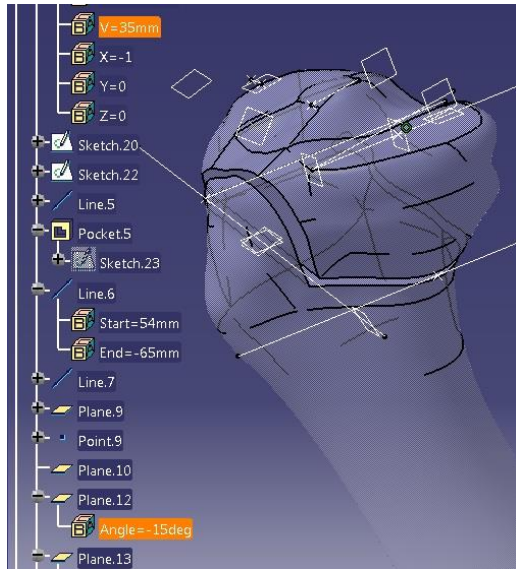 V=35mm
X=-1
Y=0
Z=0
Sketch.20
Sketch.22
Line.5
Pocket.5
Sketch.23
Line.6
Start=54mm
End=-65mm
Line.7
Plane.9
Point.9
Plane.10
Plane.12
Angle=-15deg
Plane.13